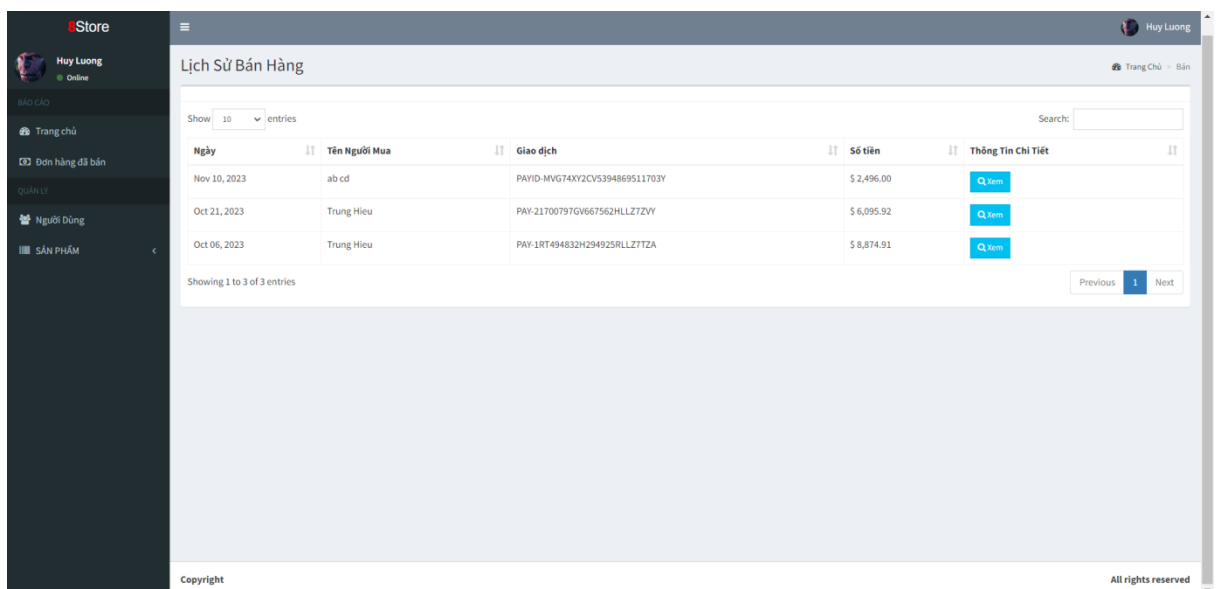 8Store
Huy Luong
Huy Luong
Online
BÁO CÁO
Trang chủ
Đơn hàng đã bán
QUẢN LÝ
Người Dùng
SẢN PHẨM
Lịch Sử Bán Hàng
Trang Chủ > Bán
Show 10 entries
Search:
Ngày Tên Người Mua Giao dịch Số tiền Thông Tin Chi Tiết
Nov 10, 2023 ab cd PAYID-MVG74XY2CV5394869511703Y $ 2,496.00 Xem
Oct 21, 2023 Trung Hieu PAY-21700797GV667562HLLZ7ZVY $ 6,095.92 Xem
Oct 06, 2023 Trung Hieu PAY-1RT494832H294925RLLZ7TZA $ 8,874.91 Xem
Showing 1 to 3 of 3 entries
Previous 1 Next
Copyright
All rights reserved